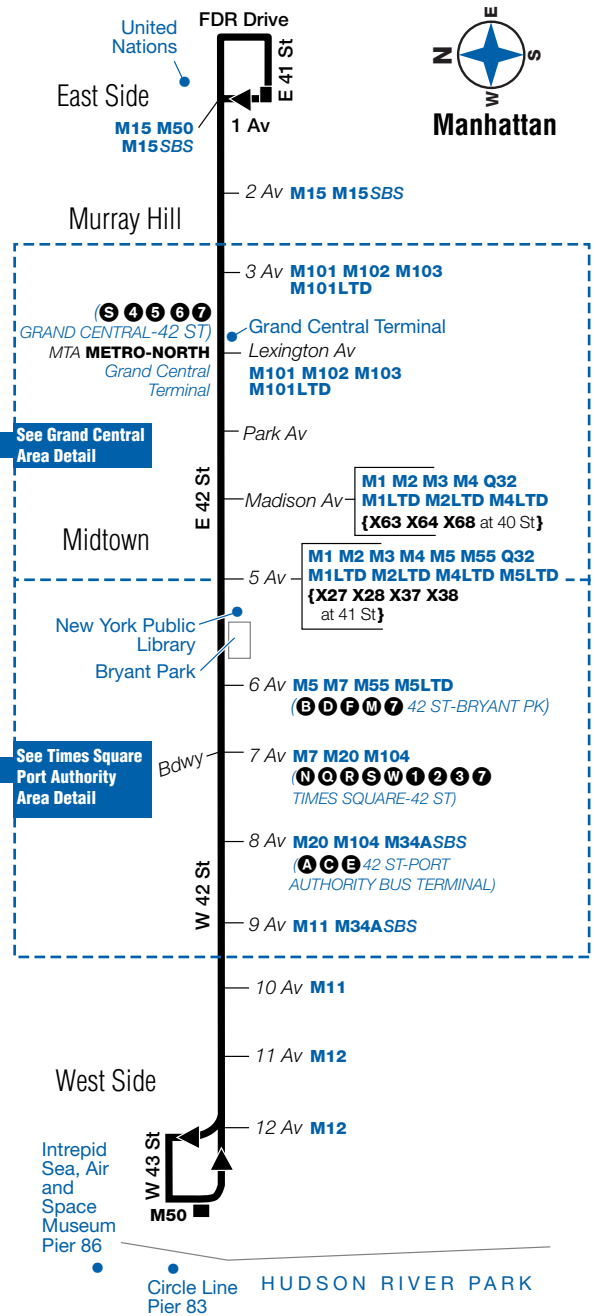 FDR Drive
United
Nations
E 41 St
N
E
S
W
Manhattan
East Side
1 Av
M15 M50
M15SBS
2 Av M15 M15SBS
Murray Hill
3 Av M101 M102 M103
M101LTD
(S 4 5 6 7
GRAND CENTRAL-42 ST)
MTA METRO-NORTH
Grand Central
Terminal
Grand Central Terminal
Lexington Av
M101 M102 M103
M101LTD
Park Av
See Grand Central
Area Detail
E 42 St
Madison Av
M1 M2 M3 M4 Q32
M1LTD M2LTD M4LTD
{X63 X64 X68 at 40 St}
Midtown
5 Av
M1 M2 M3 M4 M5 M55 Q32
M1LTD M2LTD M4LTD M5LTD
{X27 X28 X37 X38
at 41 St}
New York Public
Library
Bryant Park
6 Av M5 M7 M55 M5LTD
(B D F M 7 42 ST-BRYANT PK)
See Times Square
Port Authority
Area Detail
Bdwy
7 Av M7 M20 M104
(N Q R S W 1 2 3 7
TIMES SQUARE-42 ST)
8 Av M20 M104 M34ASBS
(A C E 42 ST-PORT
AUTHORITY BUS TERMINAL)
W 42 St
9 Av M11 M34ASBS
10 Av M11
11 Av M12
West Side
12 Av M12
W 43 St
M50
Intrepid
Sea, Air
and
Space
Museum
Pier 86
Circle Line
Pier 83
HUDSON RIVER PARK